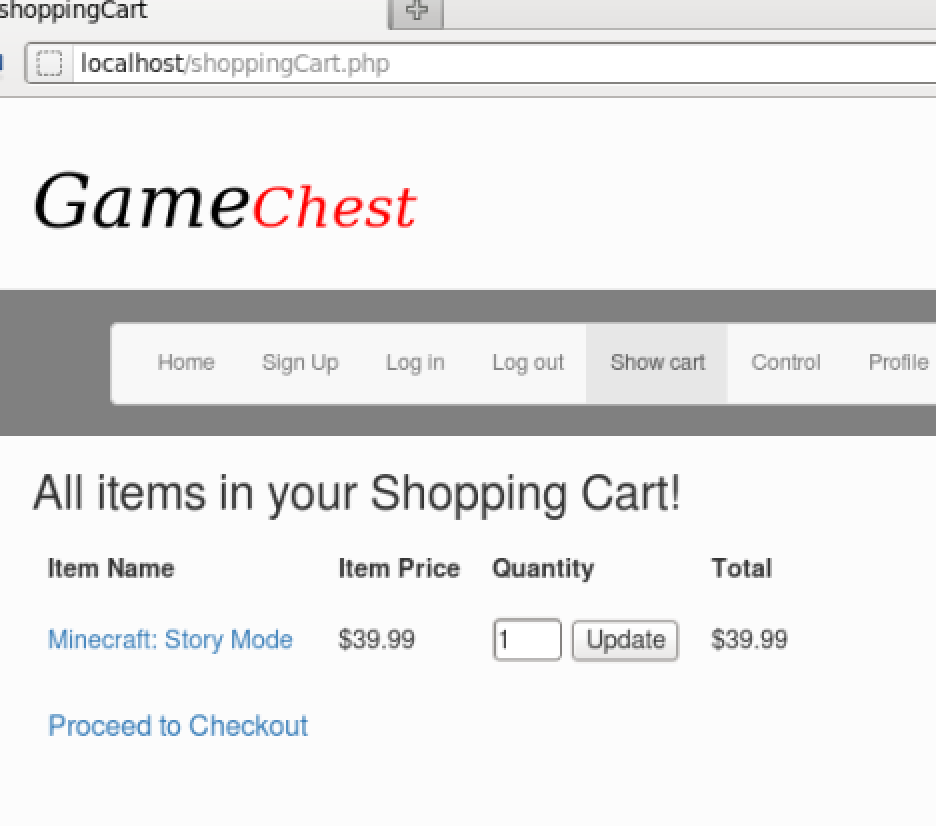 shoppingCart
localhost/shoppingCart.php
GameChest
Home Sign Up Log in Log out Show cart Control Profile
All items in your Shopping Cart!
Item Name Item Price Quantity Total
Minecraft: Story Mode $39.99 1 Update $39.99
Proceed to Checkout